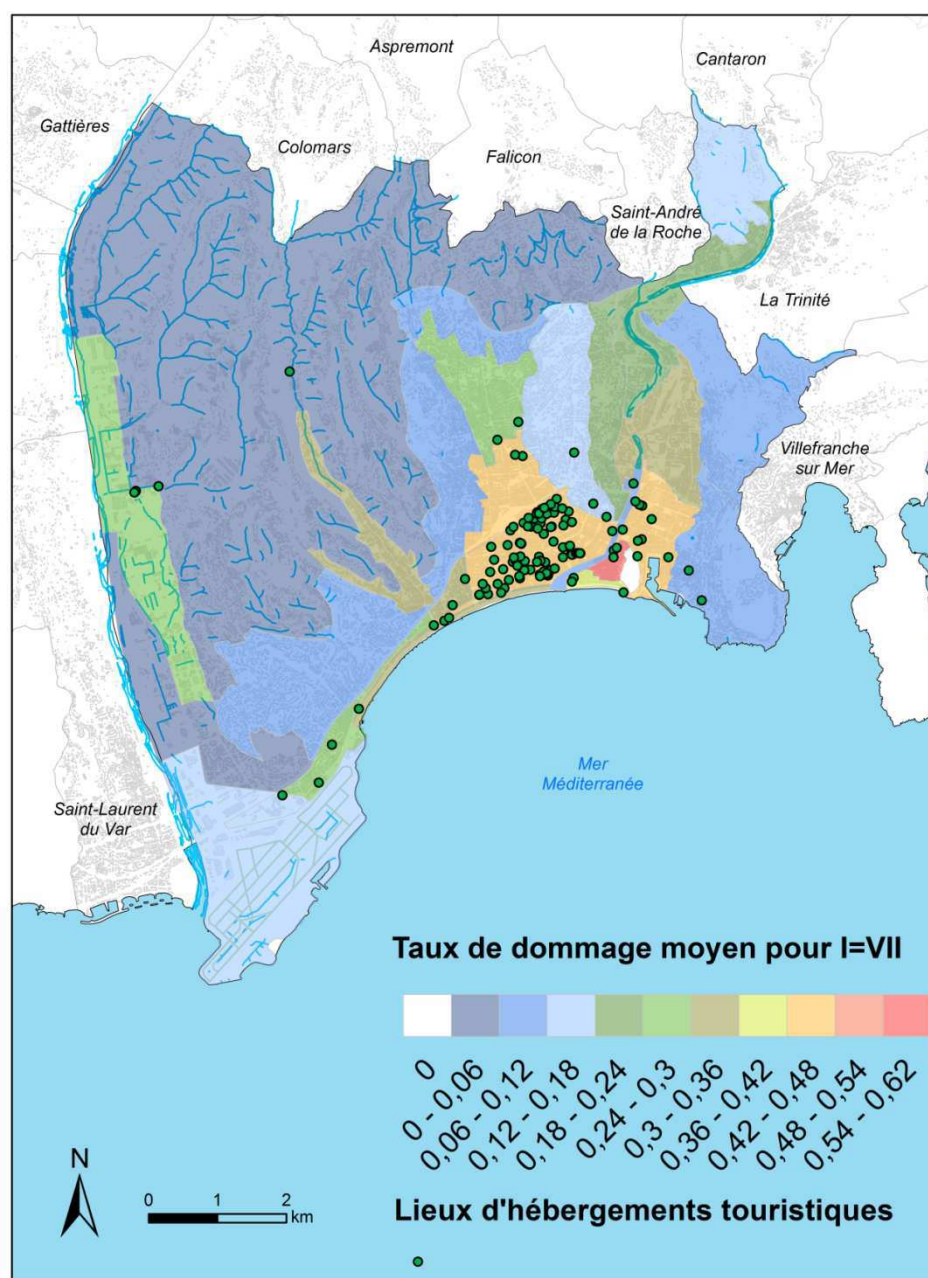 Aspremont
Cantaron
Gattières
Colomars
Falicon
Saint-André
de la Roche
La Trinité
Villefranche
sur Mer
Mer
Méditerranée
Saint-Laurent
du Var
Taux de dommage moyen pour I=VII
0
0 - 0,06
0,06 - 0,12
0,12 - 0,18
0,18 - 0,24
0,24 - 0,3
0,3 - 0,36
0,36 - 0,42
0,42 - 0,48
0,48 - 0,54
0,54 - 0,62
N
0 1 2
km
Lieux d'hébergements touristiques